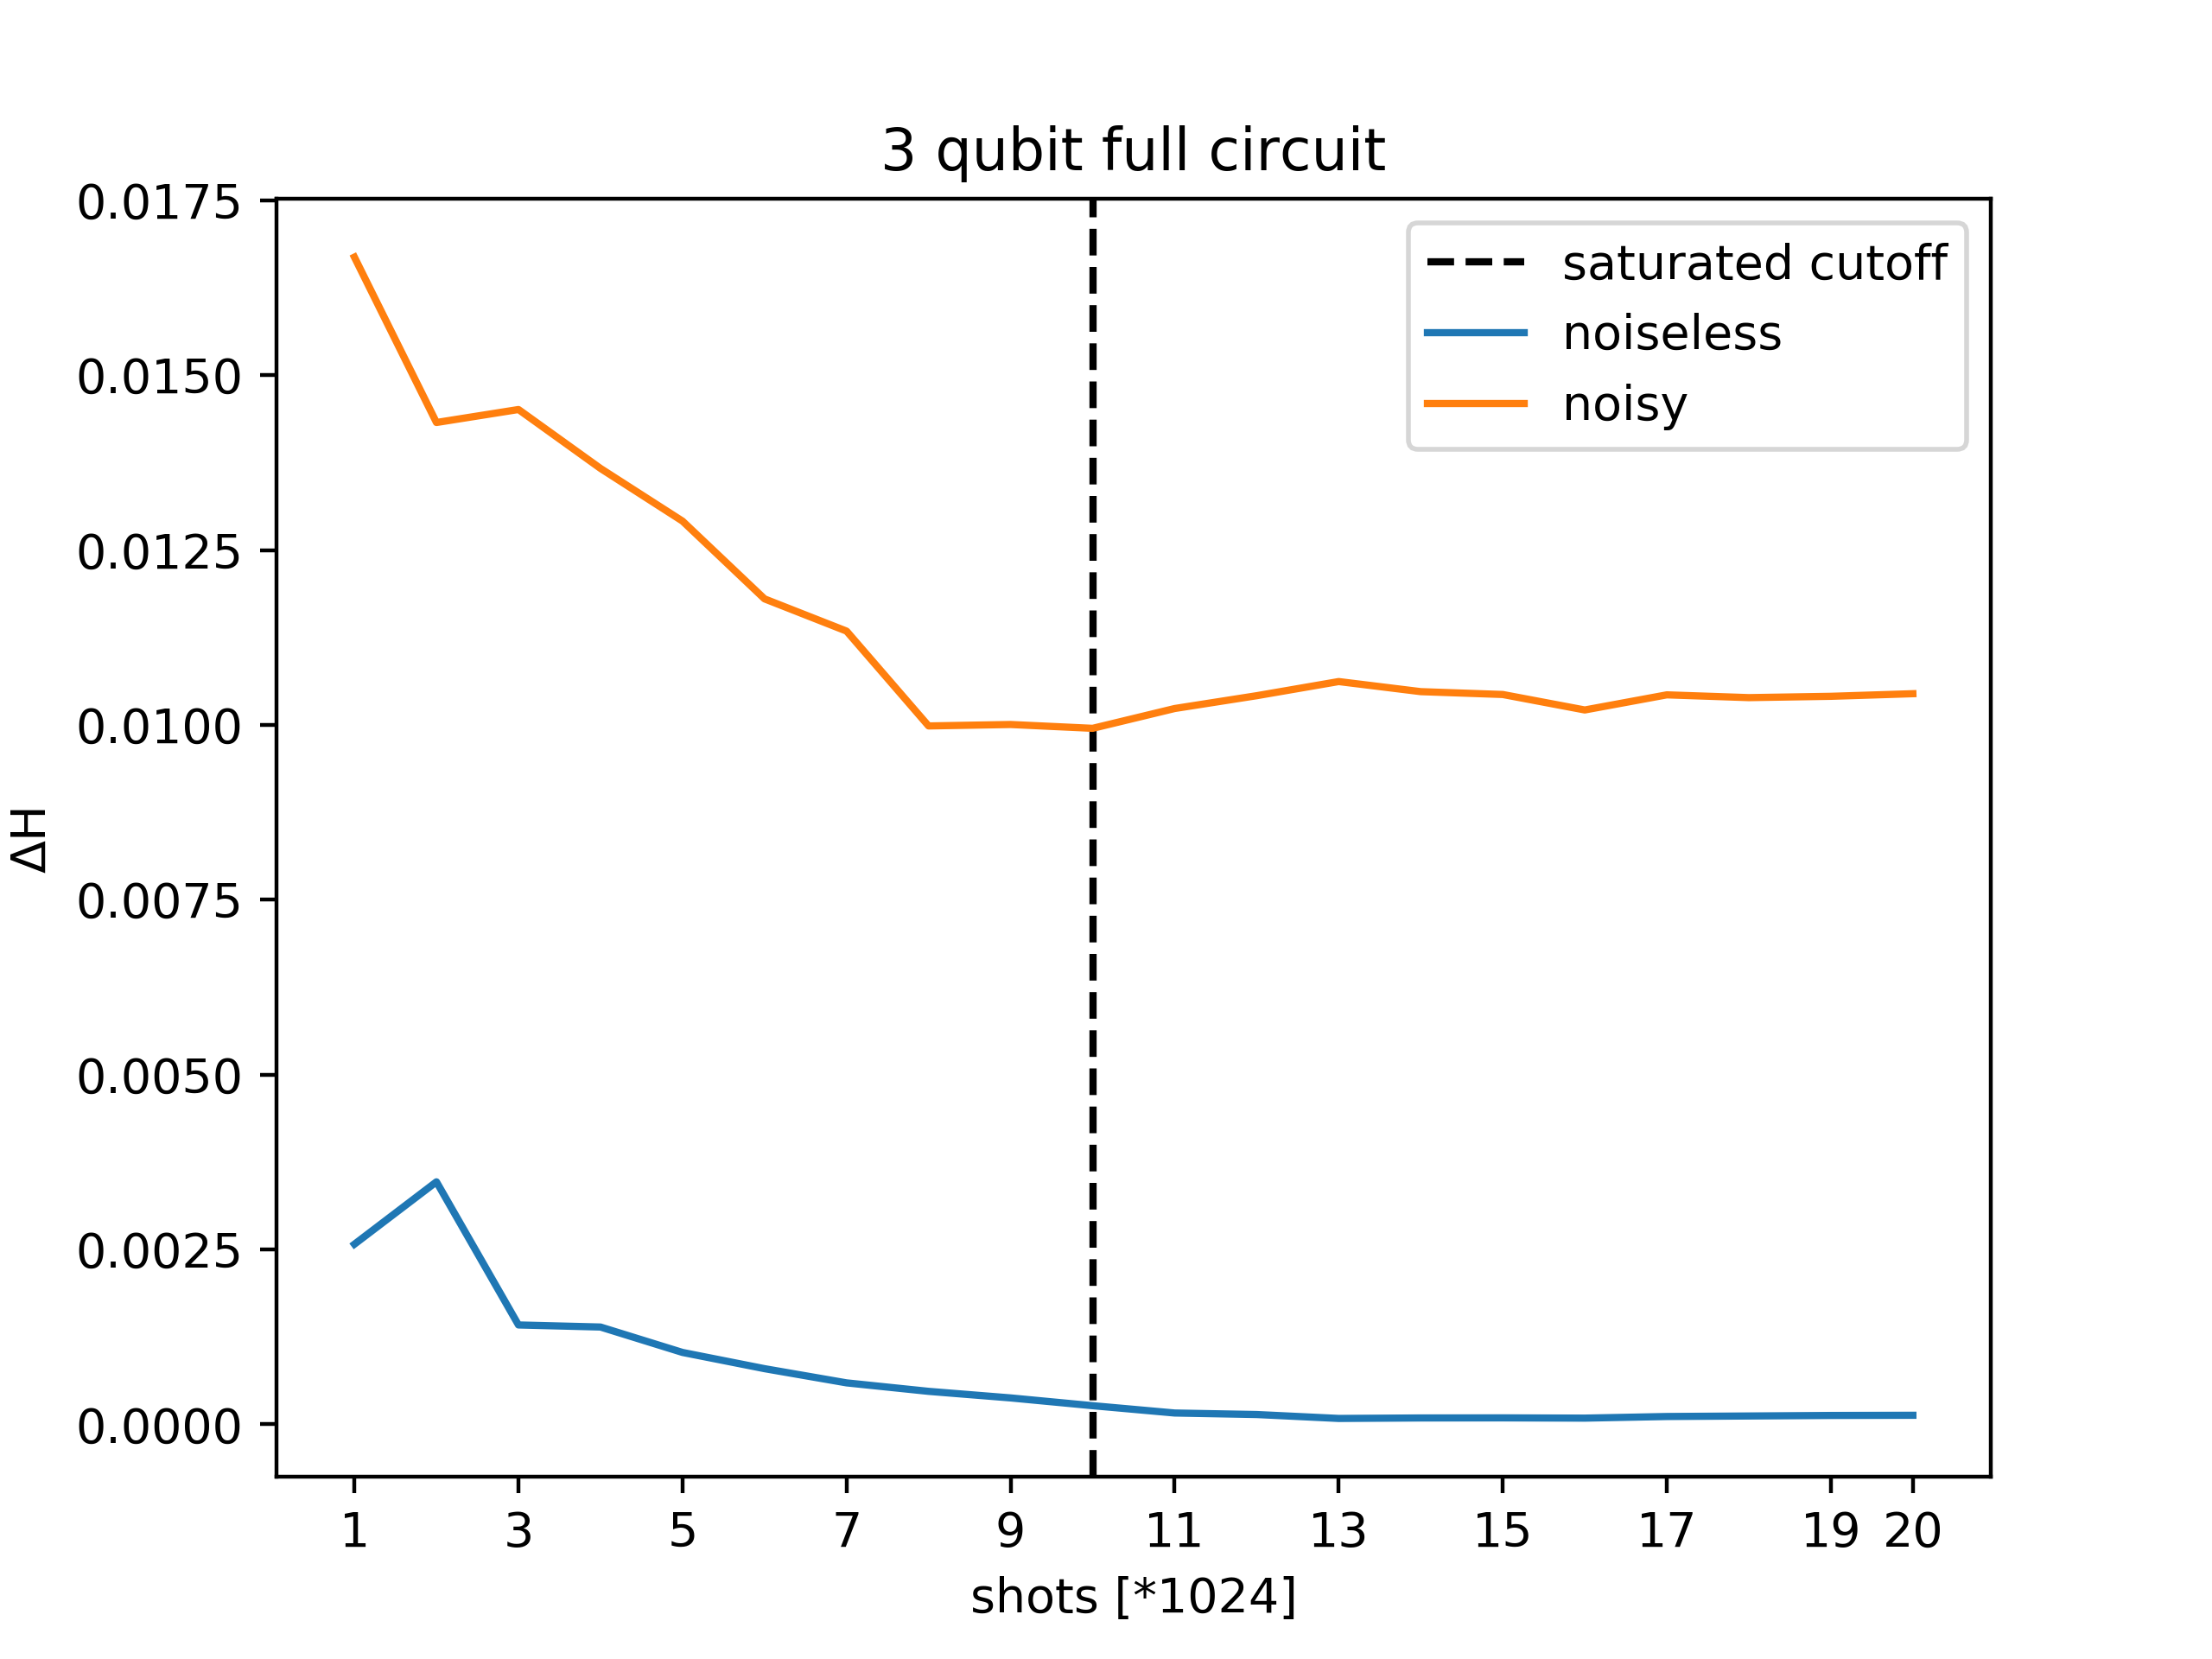 3 qubit full circuit
0.0175
0.0150
0.0125
0.0100
0.0075
0.0050
0.0025
0.0000
ΔH
saturated cutoff
noiseless
noisy
1 3 5 7 9 11 13 15 17 19 20
shots [*1024]